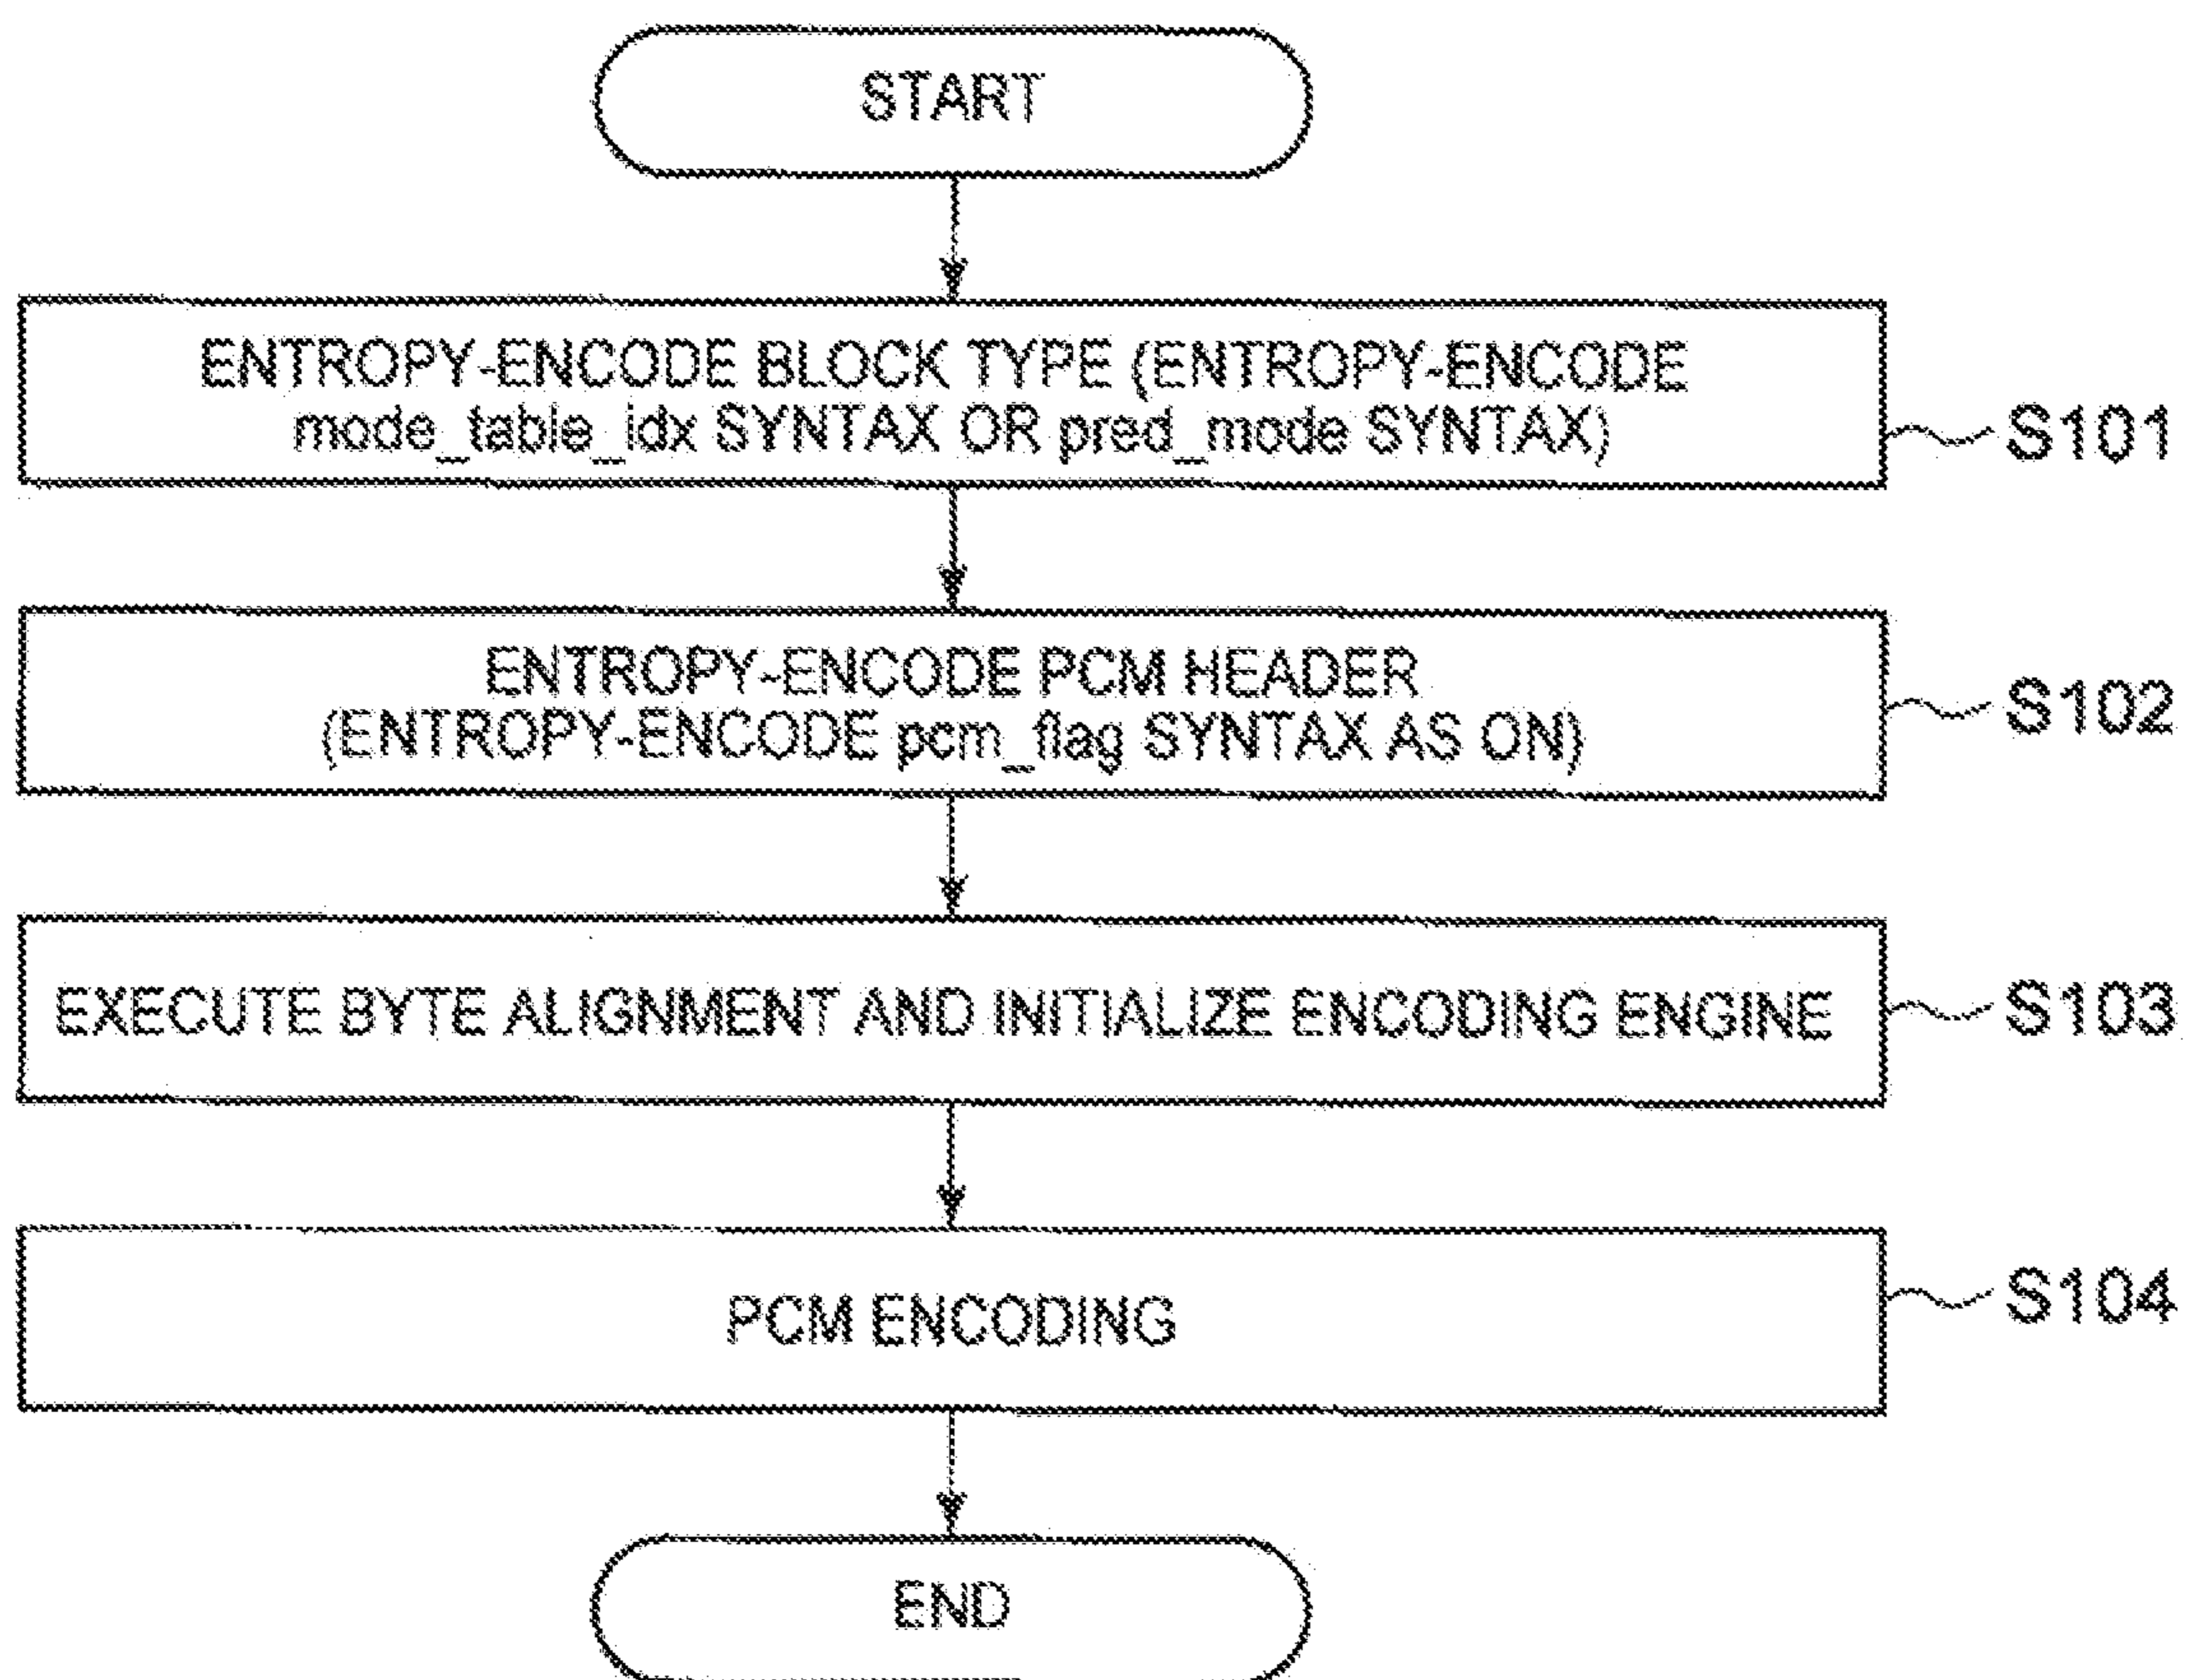 START
ENTROPY-ENCODE BLOCK TYPE (ENTROPY-ENCODE
mode_table_idx SYNTAX OR pred_mode SYNTAX)
S101
ENTROPY-ENCODE PCM HEADER
(ENTROPY-ENCODE pcm_flag SYNTAX AS ON)
S102
EXECUTE BYTE ALIGNMENT AND INITIALIZE ENCODING ENGINE
S103
PCM ENCODING
S104
END